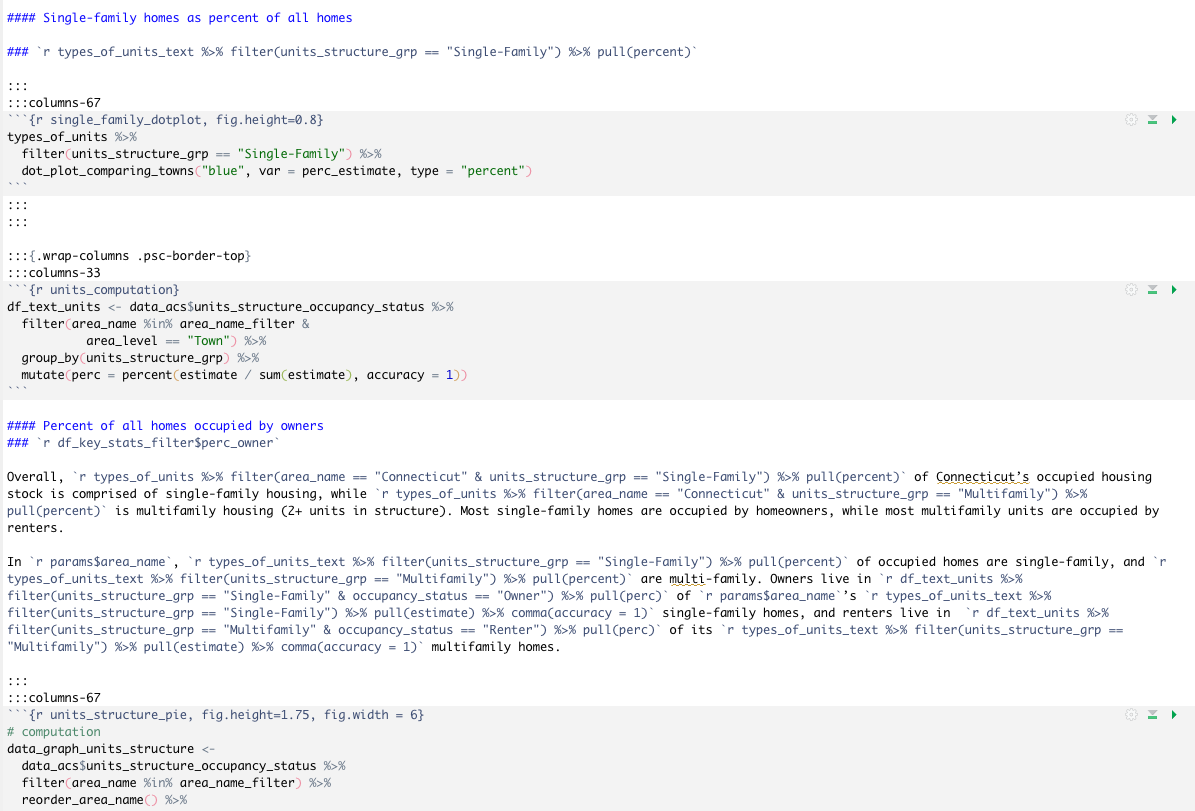 #### Single-family homes as percent of all homes
### `r types_of_units_text %>% filter(units_structure_grp == "Single-Family") %>% pull(percent)`
:::
:::columns-67
```{r single_family_dotplot, fig.height=0.8}
types_of_units %>%
  filter(units_structure_grp == "Single-Family") %>%
  dot_plot_comparing_towns("blue", var = perc_estimate, type = "percent")
```
:::
:::
:::{.wrap-columns .psc-border-top}
:::columns-33
```{r units_computation}
df_text_units <- data_acs$units_structure_occupancy_status %>%
  filter(area_name %in% area_name_filter &
           area_level == "Town") %>%
  group_by(units_structure_grp) %>%
  mutate(perc = percent(estimate / sum(estimate), accuracy = 1))
```
#### Percent of all homes occupied by owners
### `r df_key_stats_filter$perc_owner`
Overall, `r types_of_units %>% filter(area_name == "Connecticut" & units_structure_grp == "Single-Family") %>% pull(percent)` of Connecticut’s occupied housing
stock is comprised of single-family housing, while `r types_of_units %>% filter(area_name == "Connecticut" & units_structure_grp == "Multifamily") %>%
pull(percent)` is multifamily housing (2+ units in structure). Most single-family homes are occupied by homeowners, while most multifamily units are occupied by
renters.
In `r params$area_name`, `r types_of_units_text %>% filter(units_structure_grp == "Single-Family") %>% pull(percent)` of occupied homes are single-family, and `r
types_of_units_text %>% filter(units_structure_grp == "Multifamily") %>% pull(percent)` are multi-family. Owners live in `r df_text_units %>%
filter(units_structure_grp == "Single-Family" & occupancy_status == "Owner") %>% pull(perc)` of `r params$area_name`’s `r types_of_units_text %>%
filter(units_structure_grp == "Single-Family") %>% pull(estimate) %>% comma(accuracy = 1)` single-family homes, and renters live in  `r df_text_units %>%
filter(units_structure_grp == "Multifamily" & occupancy_status == "Renter") %>% pull(perc)` of its `r types_of_units_text %>% filter(units_structure_grp ==
"Multifamily") %>% pull(estimate) %>% comma(accuracy = 1)` multifamily homes.
:::
:::columns-67
```{r units_structure_pie, fig.height=1.75, fig.width = 6}
# computation
data_graph_units_structure <-
  data_acs$units_structure_occupancy_status %>%
  filter(area_name %in% area_name_filter) %>%
  reorder_area_name() %>%